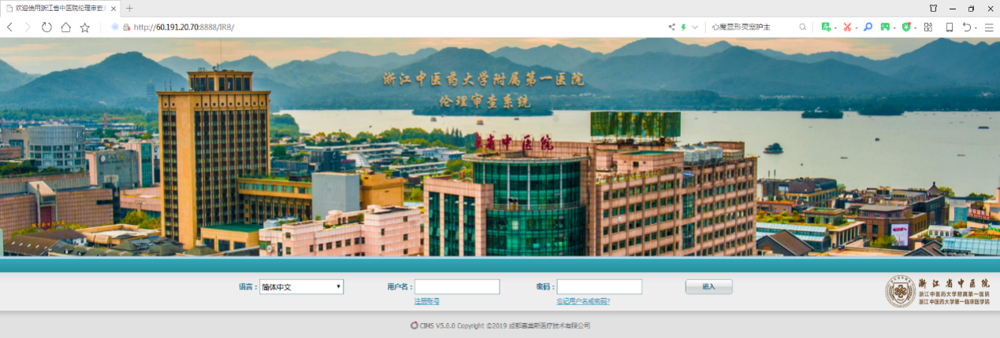 欢迎使用浙江省中医院伦理审查
http://60.191.20.70:8888/IRB/
心魔显形灵宠护主
浙江中医药大学附属第一医院
伦理审查系统
省中医院
语言：
简体中文
用户名：
密码：
进入
注册账号
忘记用户名或密码?
浙江省中医院
浙江中医药大学附属第一医院
浙江中医药大学第一临床医学院
CIMS V5.0.0 Copyright ©2019 成都赛美斯医疗技术有限公司